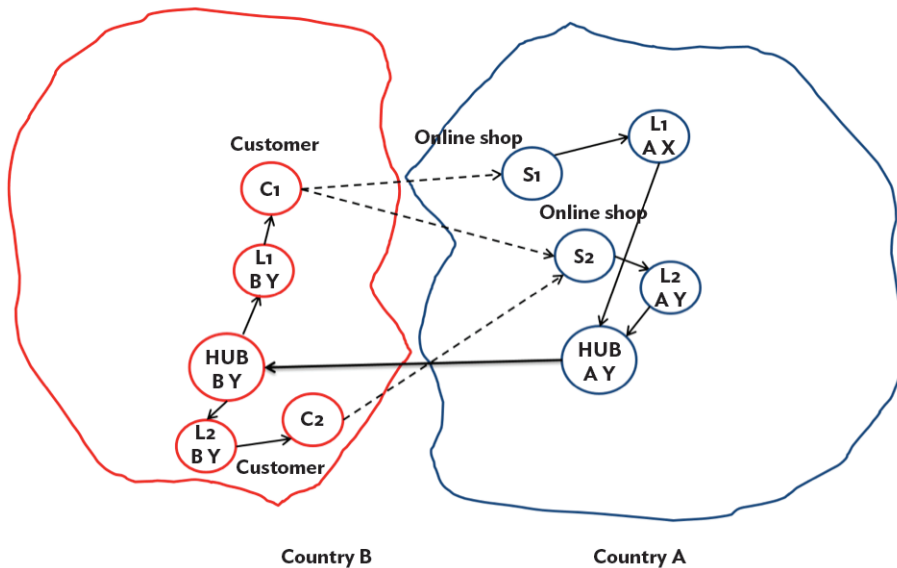 Customer
C1
L1
B Y
HUB
B Y
L2
B Y
C2
Customer
Online shop
S1
L1
A X
Online shop
S2
L2
A Y
HUB
A Y
Country B
Country A